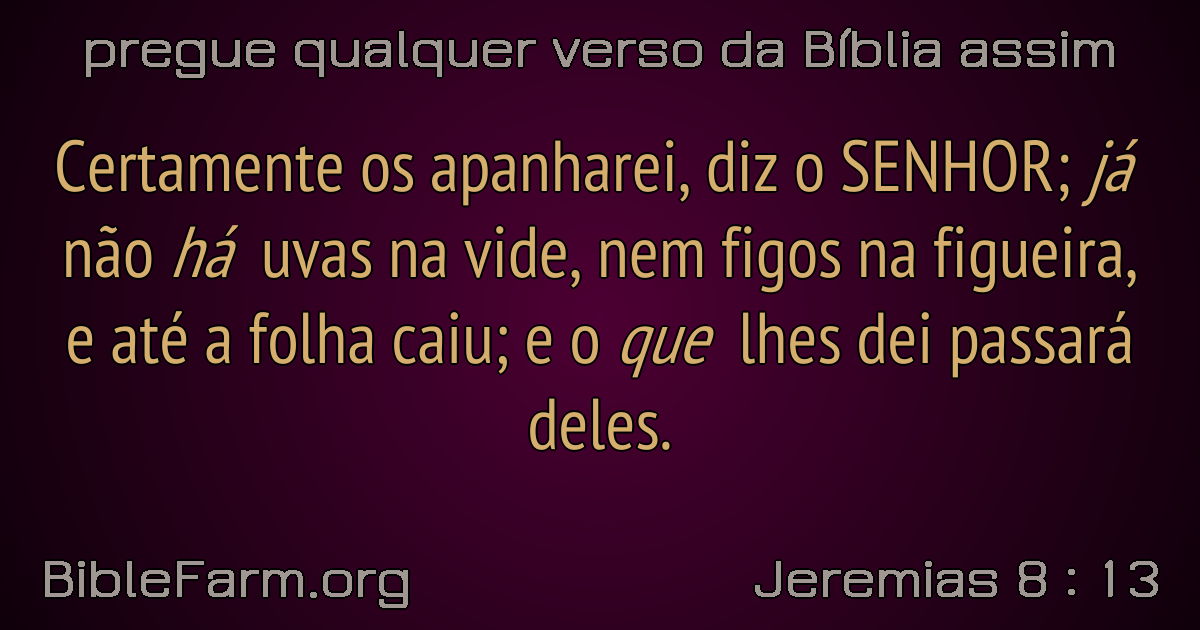 pregue qualquer verso da Bíblia assim
Certamente os apanharei, diz o SENHOR; já
não há uvas na vide, nem figos na figueira,
e até a folha caiu; e o que lhes dei passará
deles.
BibleFarm.org
Jeremias 8 : 13